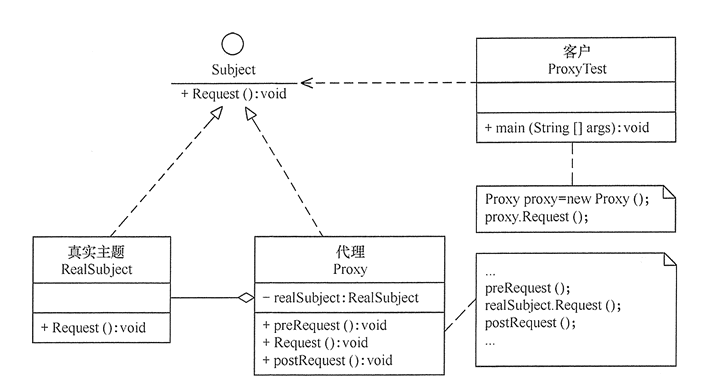 Subject
+ Request ():void
客户
ProxyTest
+ main (String [] args):void
Proxy proxy=new Proxy ();
proxy.Request ();
真实主题
RealSubject
+ Request ():void
代理
Proxy
− realSubject:RealSubject
+ preRequest ():void
+ Request ():void
+ postRequest ():void
...
preRequest ();
realSubject.Request ();
postRequest ();
...